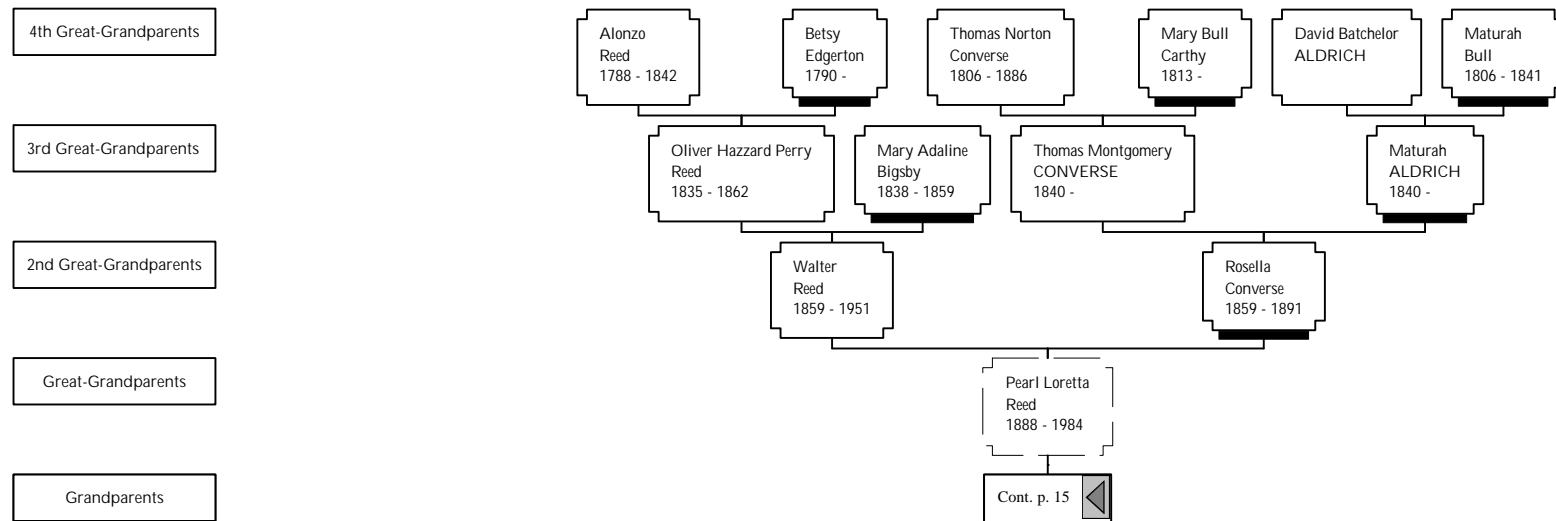 4th Great-Grandparents
Alonzo
Reed
1788 - 1842
Betsy
Edgerton
1790 -
Thomas Norton
Converse
1806 - 1886
Mary Bull
Carthy
1813 -
David Batchelor
ALDRICH
Maturah
Bull
1806 - 1841
3rd Great-Grandparents
Oliver Hazzard Perry
Reed
1835 - 1862
Mary Adaline
Bigsby
1838 - 1859
Thomas Montgomery
CONVERSE
1840 -
Maturah
ALDRICH
1840 -
2nd Great-Grandparents
Walter
Reed
1859 - 1951
Rosella
Converse
1859 - 1891
Great-Grandparents
Pearl Loretta
Reed
1888 - 1984
Grandparents
Cont. p. 15